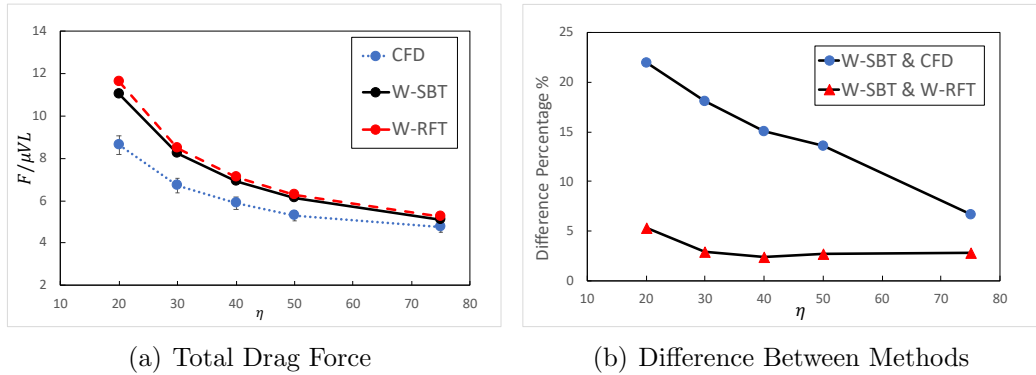 14
12
10
8
6
4
2
F/μVL
CFD
W-SBT
W-RFT
10 20 30 40 50 60 70 80
η
25
20
15
10
5
0
Difference Percentage %
W-SBT & CFD
W-SBT & W-RFT
10 20 30 40 50 60 70 80
η
(a) Total Drag Force
(b) Difference Between Methods